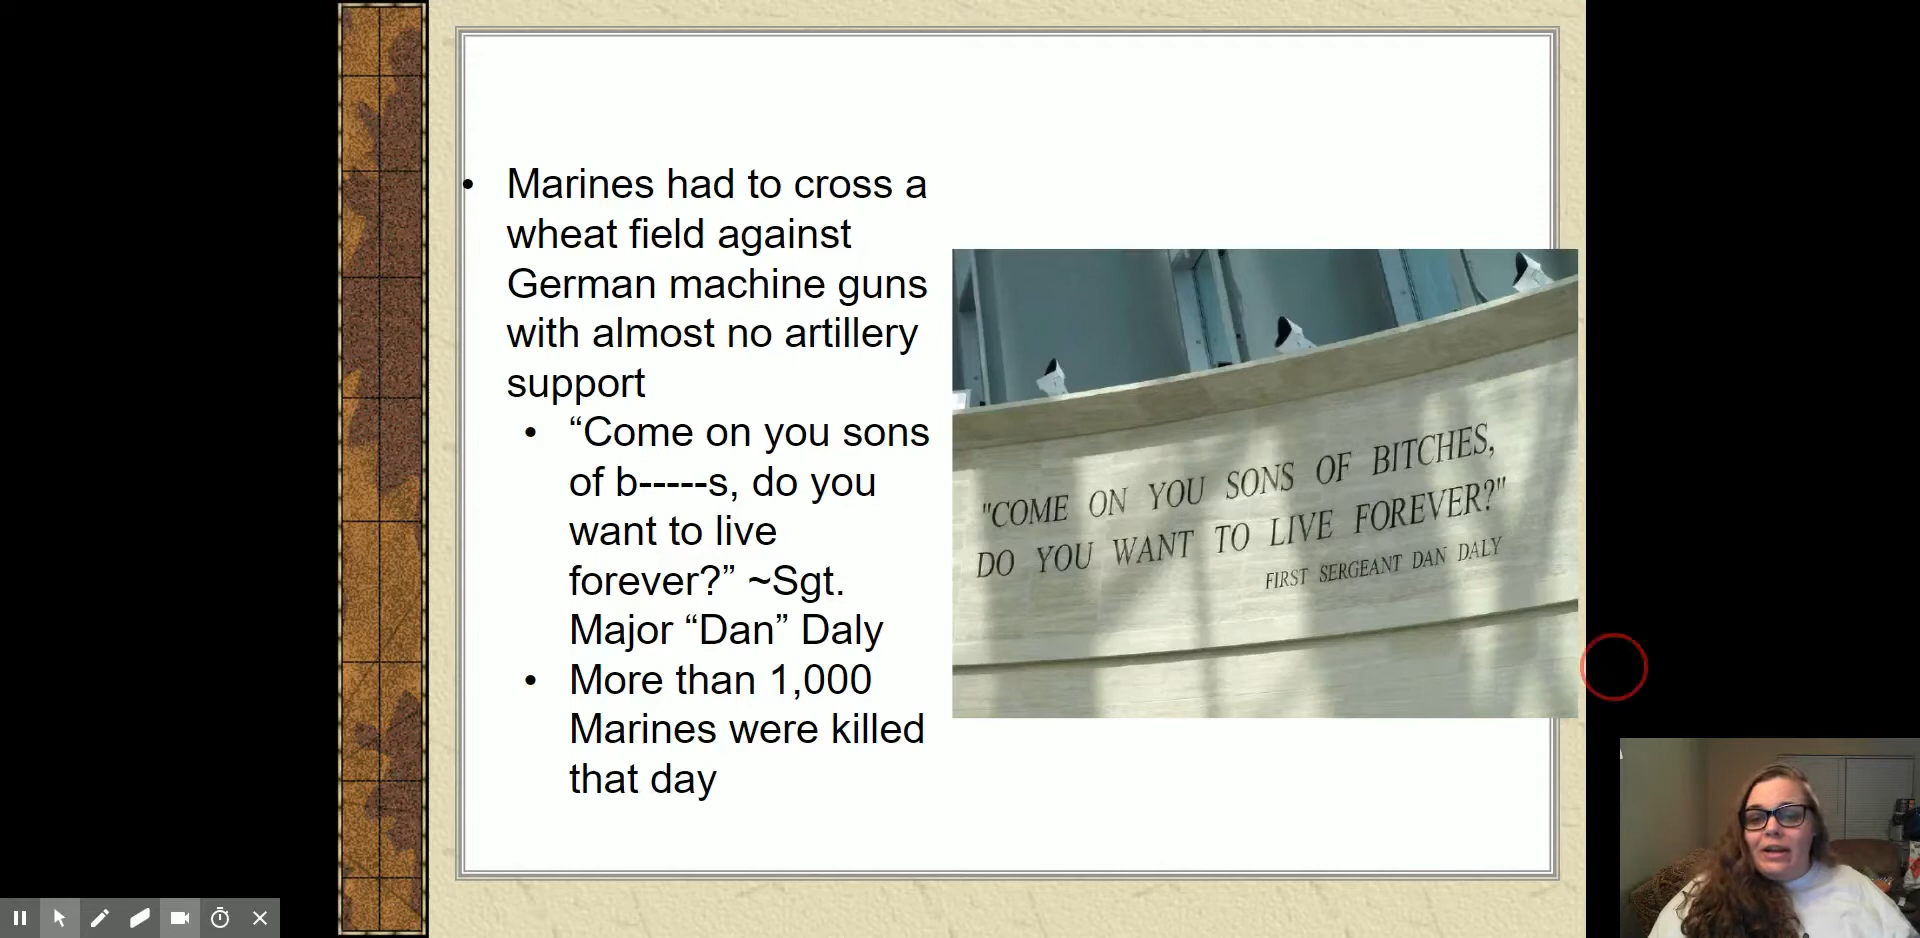 • Marines had to cross a
wheat field against
German machine guns
with almost no artillery
support
• “Come on you sons
of b-----s, do you
want to live
forever?” ~Sgt.
Major “Dan” Daly
• More than 1,000
Marines were killed
that day
"COME ON YOU SONS OF BITCHES,
DO YOU WANT TO LIVE FOREVER?"
FIRST SERGEANT DAN DALY